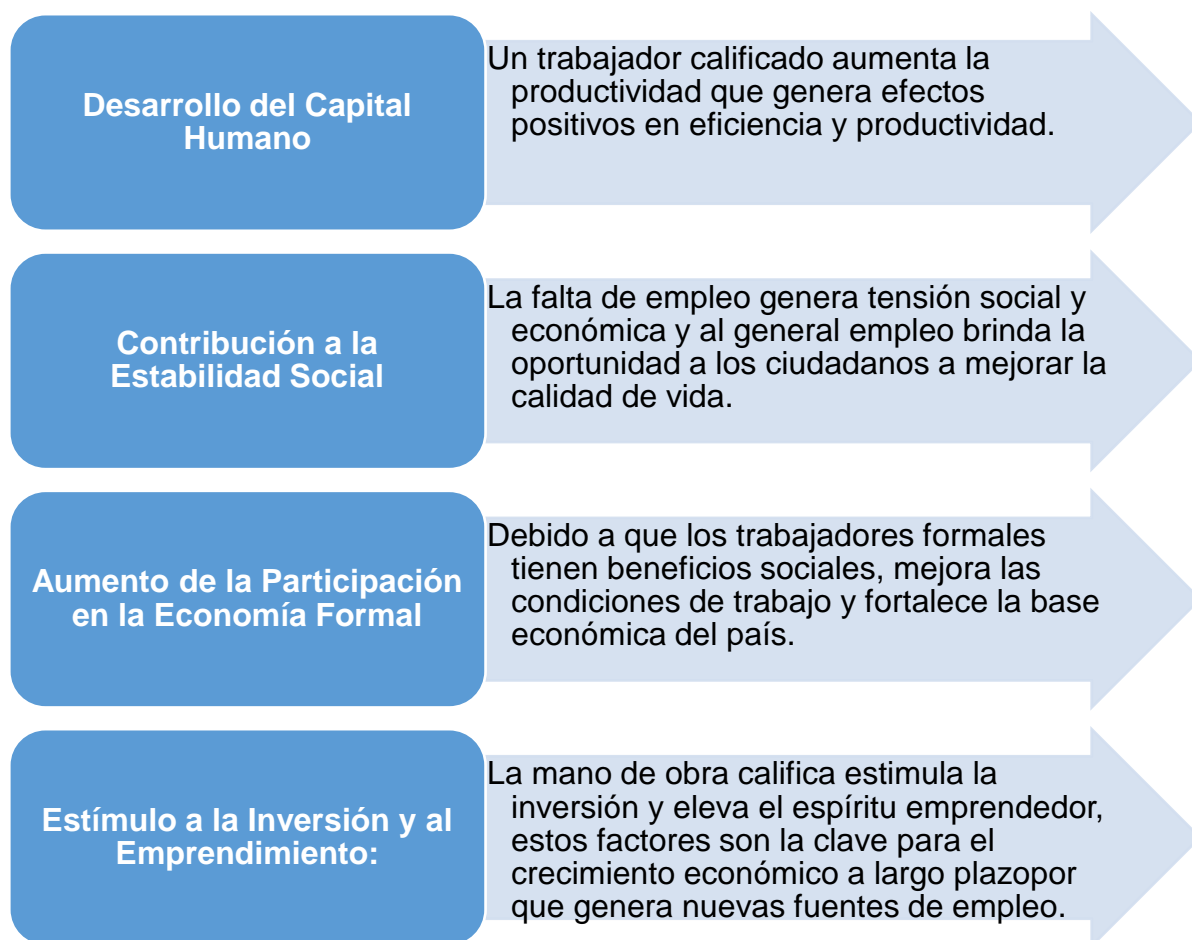 Desarrollo del Capital
Humano
Un trabajador calificado aumenta la
productividad que genera efectos
positivos en eficiencia y productividad.
Contribución a la
Estabilidad Social
La falta de empleo genera tensión social y
económica y al general empleo brinda la
oportunidad a los ciudadanos a mejorar la
calidad de vida.
Aumento de la Participación
en la Economía Formal
Debido a que los trabajadores formales
tienen beneficios sociales, mejora las
condiciones de trabajo y fortalece la base
económica del país.
Estímulo a la Inversión y al
Emprendimiento:
La mano de obra califica estimula la
inversión y eleva el espíritu emprendedor,
estos factores son la clave para el
crecimiento económico a largo plazopor
que genera nuevas fuentes de empleo.